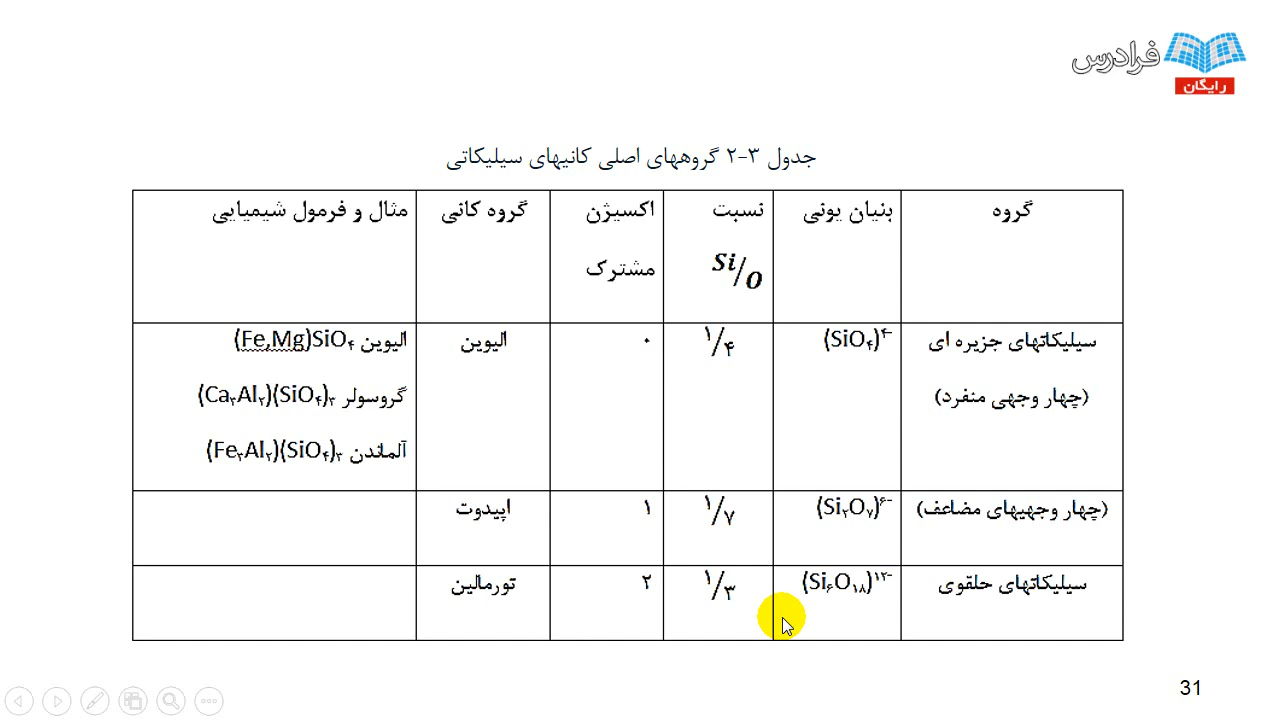 فرادرس
رایگان
جدول ۳-۲ گروههای اصلی کانیهای سیلیکاتی
گروه
بنیان یونی
نسبت
Si/O
اکسیژن
مشترک
گروه کانی
مثال و فرمول شیمیایی
سیلیکاتهای جزیره ای
(چهار وجهی منفرد)
(SiO۴)۴-
۱/۴
۰
الیوین
الیوین (Fe,Mg)SiO۴
گروسولر (Ca۳Al۲)(SiO۴)۳
آلماندن (Fe۳Al۲)(SiO۴)۳
(چهار وجهیهای مضاعف)
(Si۲O۷)۶-
۱/۷
۱
اپیدوت
سیلیکاتهای حلقوی
(Si۶O۱۸)۱۲-
۱/۳
۲
تورمالین
31